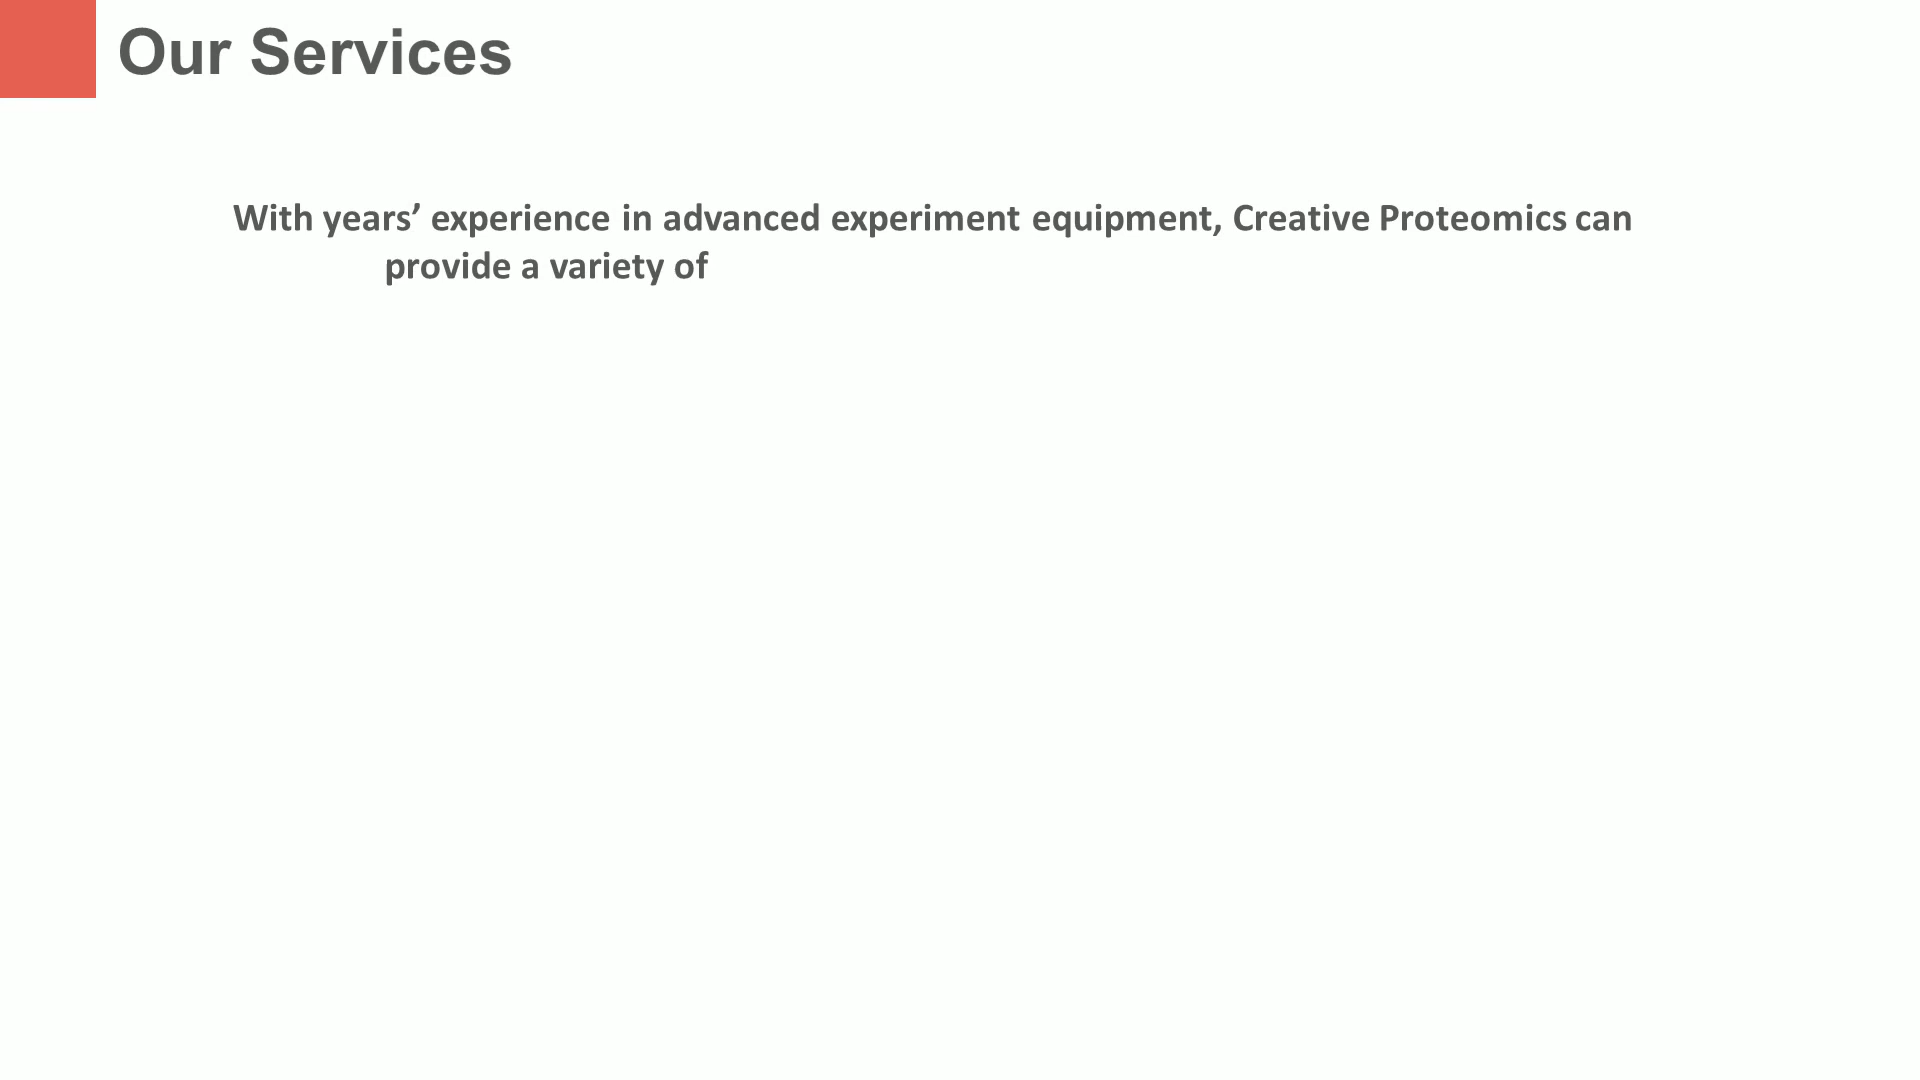 Our Services
With years’ experience in advanced experiment equipment, Creative Proteomics can
provide a variety of